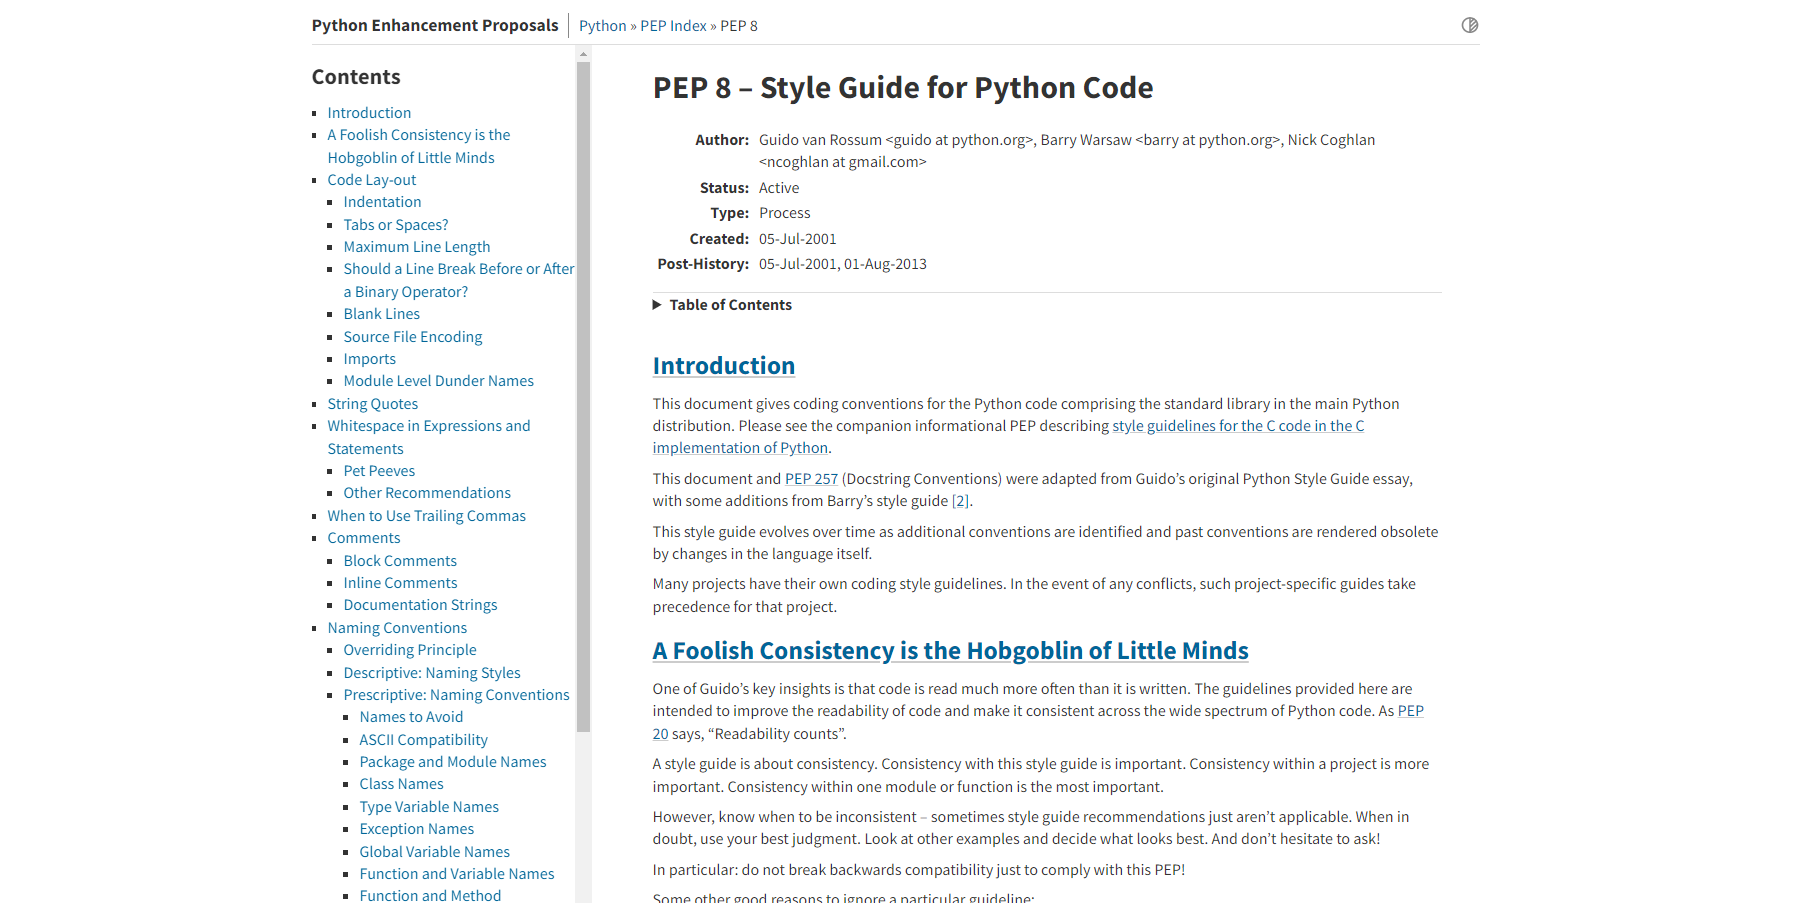 Python Enhancement Proposals
Python » PEP Index » PEP 8
Contents
Introduction
A Foolish Consistency is the
Hobgoblin of Little Minds
Code Lay-out
Indentation
Tabs or Spaces?
Maximum Line Length
Should a Line Break Before or After
a Binary Operator?
Blank Lines
Source File Encoding
Imports
Module Level Dunder Names
String Quotes
Whitespace in Expressions and
Statements
Pet Peeves
Other Recommendations
When to Use Trailing Commas
Comments
Block Comments
Inline Comments
Documentation Strings
Naming Conventions
Overriding Principle
Descriptive: Naming Styles
Prescriptive: Naming Conventions
Names to Avoid
ASCII Compatibility
Package and Module Names
Class Names
Type Variable Names
Exception Names
Global Variable Names
Function and Variable Names
Function and Method
PEP 8 – Style Guide for Python Code
Author: Guido van Rossum <guido at python.org>, Barry Warsaw <barry at python.org>, Nick Coghlan
<ncoghlan at gmail.com>
Status: Active
Type: Process
Created: 05-Jul-2001
Post-History: 05-Jul-2001, 01-Aug-2013
Table of Contents
Introduction
This document gives coding conventions for the Python code comprising the standard library in the main Python
distribution. Please see the companion informational PEP describing style guidelines for the C code in the C
implementation of Python.
This document and PEP 257 (Docstring Conventions) were adapted from Guido’s original Python Style Guide essay,
with some additions from Barry’s style guide [2].
This style guide evolves over time as additional conventions are identified and past conventions are rendered obsolete
by changes in the language itself.
Many projects have their own coding style guidelines. In the event of any conflicts, such project-specific guides take
precedence for that project.
A Foolish Consistency is the Hobgoblin of Little Minds
One of Guido’s key insights is that code is read much more often than it is written. The guidelines provided here are
intended to improve the readability of code and make it consistent across the wide spectrum of Python code. As PEP
20 says, “Readability counts”.
A style guide is about consistency. Consistency with this style guide is important. Consistency within a project is more
important. Consistency within one module or function is the most important.
However, know when to be inconsistent – sometimes style guide recommendations just aren’t applicable. When in
doubt, use your best judgment. Look at other examples and decide what looks best. And don’t hesitate to ask!
In particular: do not break backwards compatibility just to comply with this PEP!
Some other good reasons to ignore a particular guideline: